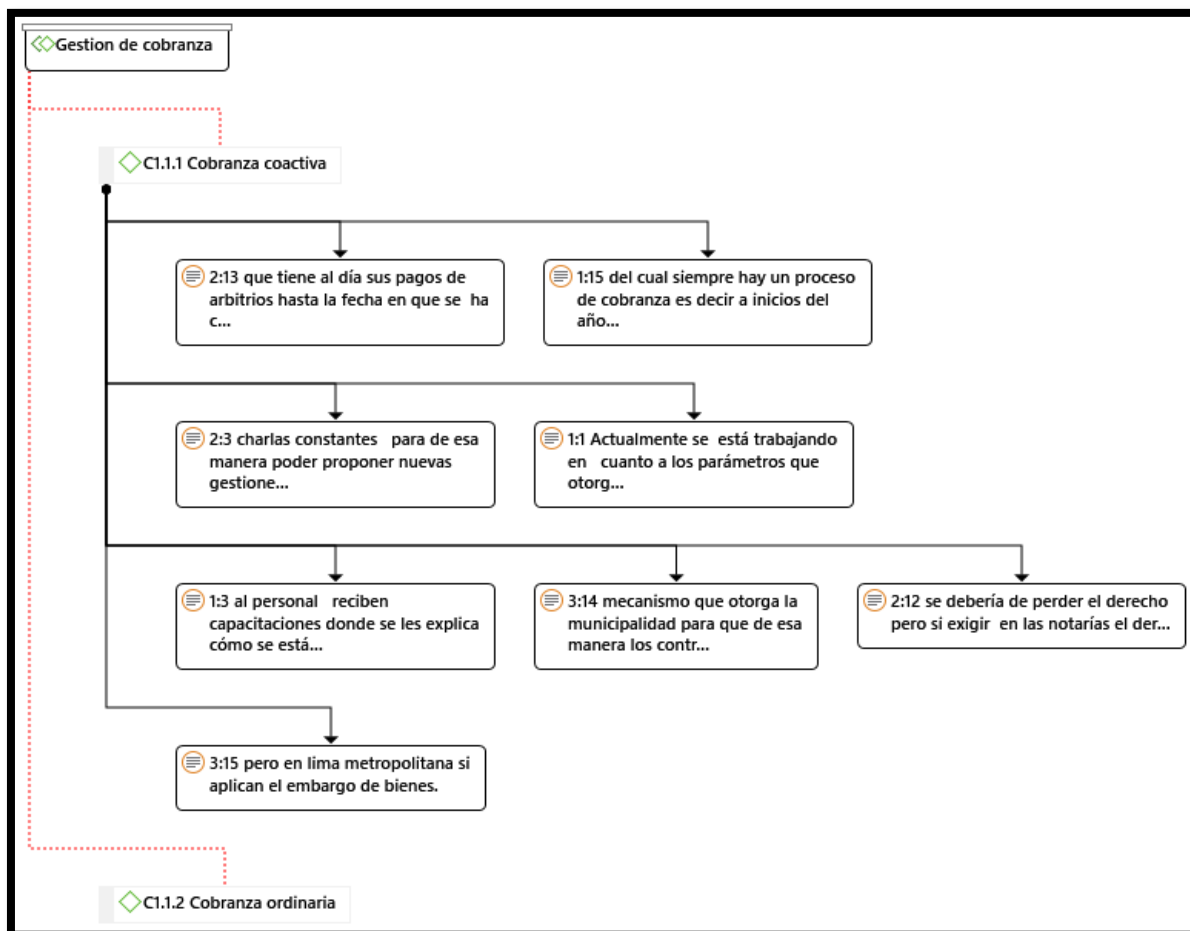 Gestion de cobranza
C1.1.1 Cobranza coactiva
2:13 que tiene al día sus pagos de
arbitrios hasta la fecha en que se ha
c...
1:15 del cual siempre hay un proceso
de cobranza es decir a inicios del
año...
2:3 charlas constantes para de esa
manera poder proponer nuevas
gestione...
1:1 Actualmente se está trabajando
en cuanto a los parámetros que
otorg...
1:3 al personal reciben
capacitaciones donde se les explica
cómo se está...
3:14 mecanismo que otorga la
municipalidad para que de esa
manera los contr...
2:12 se debería de perder el derecho
pero si exigir en las notarías el der...
3:15 pero en lima metropolitana si
aplican el embargo de bienes.
C1.1.2 Cobranza ordinaria